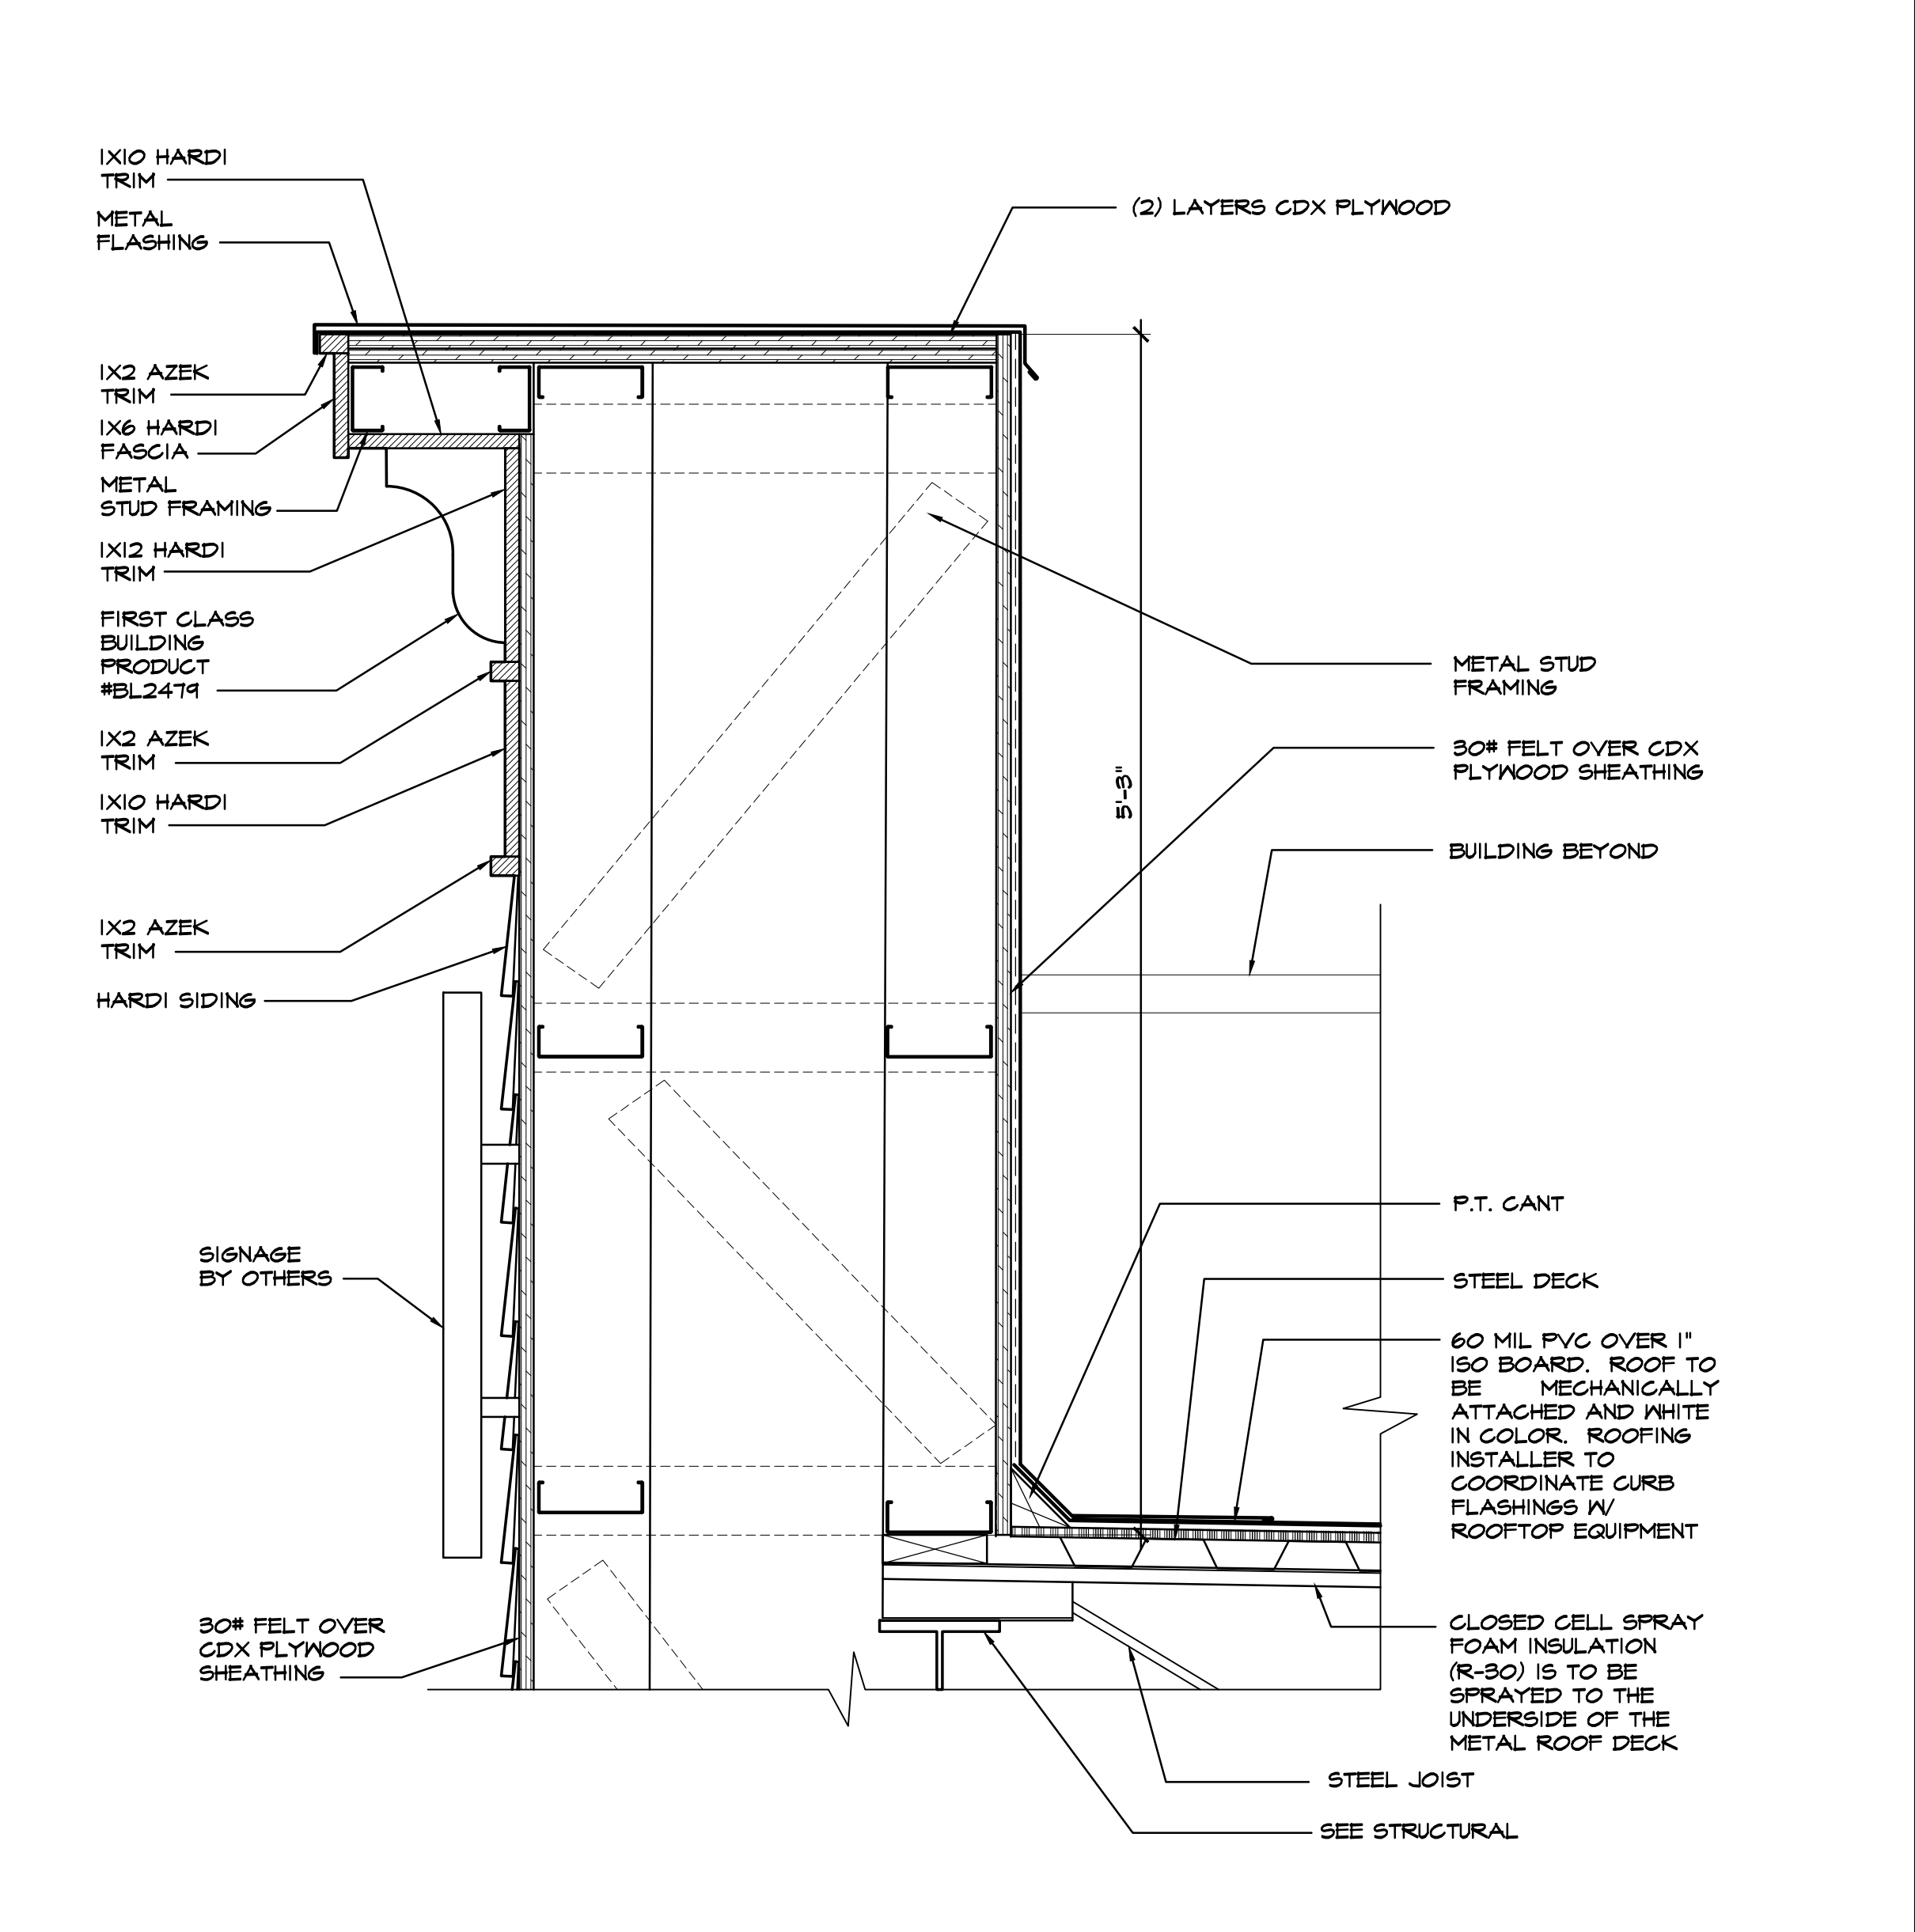 1X10 HARDI
TRIM
METAL
FLASHING
1X2 AZEK
TRIM
1X6 HARDI
FASCIA
METAL
STUD FRAMING
1X12 HARDI
TRIM
FIRST CLASS
BUILDING
PRODUCT
#BL2479
1X2 AZEK
TRIM
1X10 HARDI
TRIM
1X2 AZEK
TRIM
HARDI SIDING
SIGNAGE
BY OTHERS
30# FELT OVER
CDX PLYWOOD
SHEATHING
(2) LAYERS CDX PLYWOOD
5'-3"
METAL STUD
FRAMING
30# FELT OVER CDX
PLYWOOD SHEATHING
BUILDING BEYOND
P.T. CANT
STEEL DECK
60 MIL PVC OVER 1"
ISO BOARD. ROOF TO
BE MECHANICALLY
ATTACHED AND WHITE
IN COLOR. ROOFING
INSTALLER TO
COORDINATE CURB
FLASHINGS W/
ROOFTOP EQUIPMENT
CLOSED CELL SPRAY
FOAM INSULATION
(R-30) IS TO BE
SPRAYED TO THE
UNDERSIDE OF THE
METAL ROOF DECK
STEEL JOIST
SEE STRUCTURAL